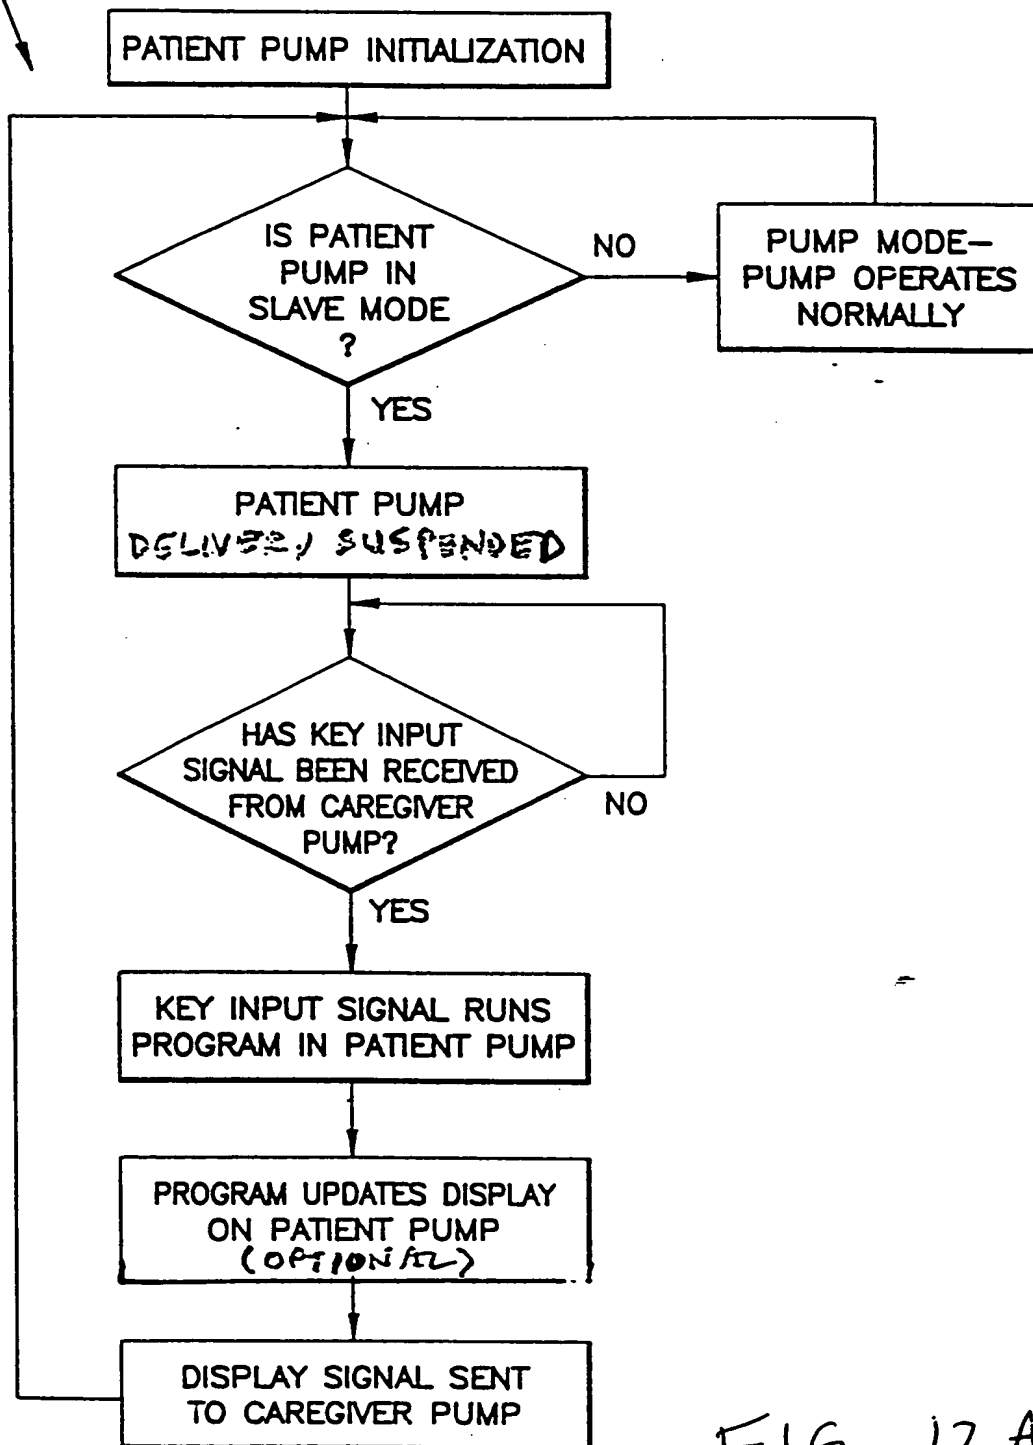 PATIENT PUMP INITIALIZATION
IS PATIENT
PUMP IN
SLAVE MODE
?
NO
PUMP MODE–
PUMP OPERATES
NORMALLY
YES
PATIENT PUMP
DELIVERY SUSPENDED
HAS KEY INPUT
SIGNAL BEEN RECEIVED
FROM CAREGIVER
PUMP?
NO
YES
KEY INPUT SIGNAL RUNS
PROGRAM IN PATIENT PUMP
PROGRAM UPDATES DISPLAY
ON PATIENT PUMP
(OPTIONAL)
DISPLAY SIGNAL SENT
TO CAREGIVER PUMP
FIG. 12A